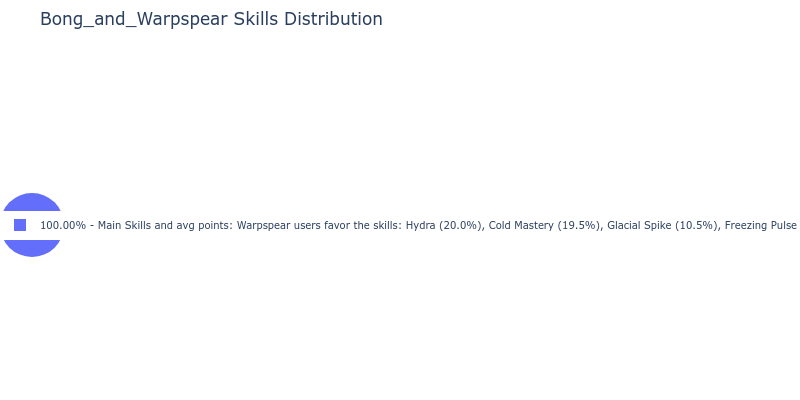 Bong_and_Warpspear Skills Distribution
100.00% - Main Skills and avg points: Warpspear users favor the skills: Hydra (20.0%), Cold Mastery (19.5%), Glacial Spike (10.5%), Freezing Pulse